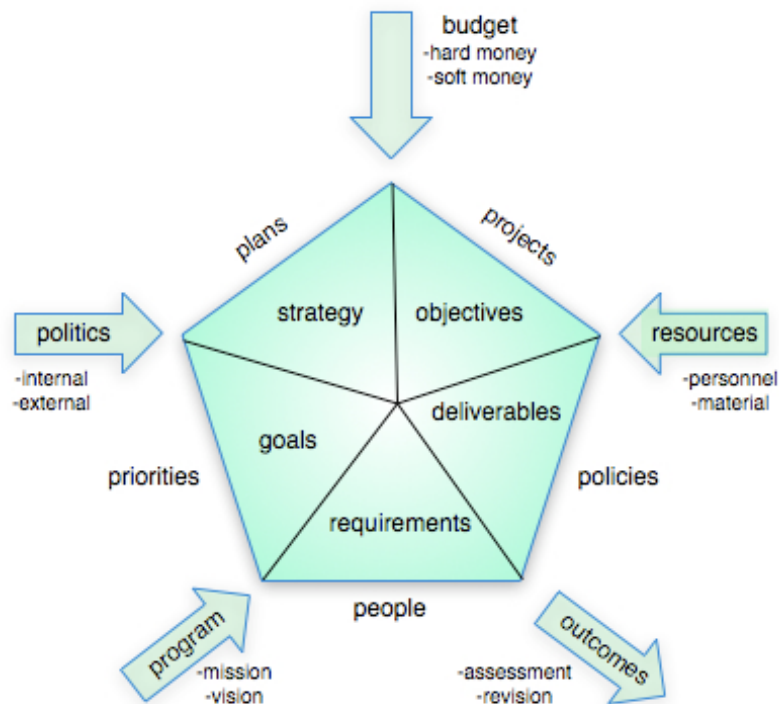 budget
-hard money
-soft money
plans
projects
strategy
objectives
politics
resources
-internal
-external
-personnel
-material
goals
deliverables
priorities
policies
requirements
people
program
outcomes
-mission
-vision
-assessment
-revision